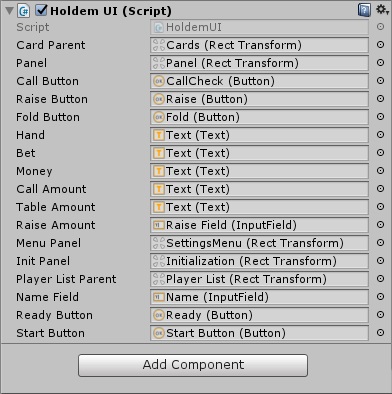 Holdem UI (Script)
Script HoldemUI
Card Parent Cards (Rect Transform)
Panel Panel (Rect Transform)
Call Button CallCheck (Button)
Raise Button Raise (Button)
Fold Button Fold (Button)
Hand Text (Text)
Bet Text (Text)
Money Text (Text)
Call Amount Text (Text)
Table Amount Text (Text)
Raise Amount Raise Field (InputField)
Menu Panel SettingsMenu (Rect Transform)
Init Panel Initialization (Rect Transform)
Player List Parent Player List (Rect Transform)
Name Field Name (InputField)
Ready Button Ready (Button)
Start Button Start Button (Button)
Add Component